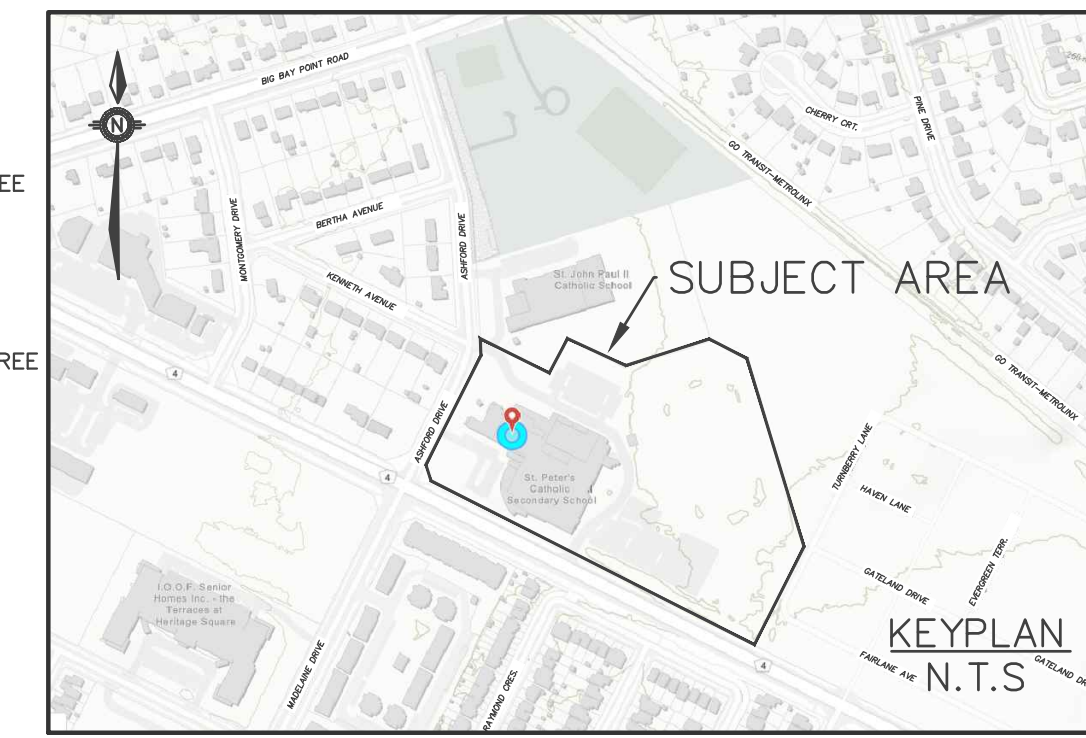 EE
REE
N
BIG BAY POINT ROAD
CHERRY CRT.
PINE DRIVE
GO TRANSIT-METROLINX
MONTGOMERY DRIVE
BERTHA AVENUE
ASHFORD DRIVE
KENNETH AVENUE
St. John Paul II
Catholic School
SUBJECT AREA
4
GO TRANSIT-METROLINX
ASHFORD DRIVE
4
St. Peter's
Catholic
Secondary School
TURNBERRY LANE
HAVEN LANE
I.O.O.F. Senior
Homes Inc. - the
Terraces at
Heritage Square
GATELAND DRIVE
EVERGREEN TERR.
MADELAINE DRIVE
RAYMOND CRES.
4
FAIRLANE AVE
GATELAND DR
KEYPLAN
N.T.S